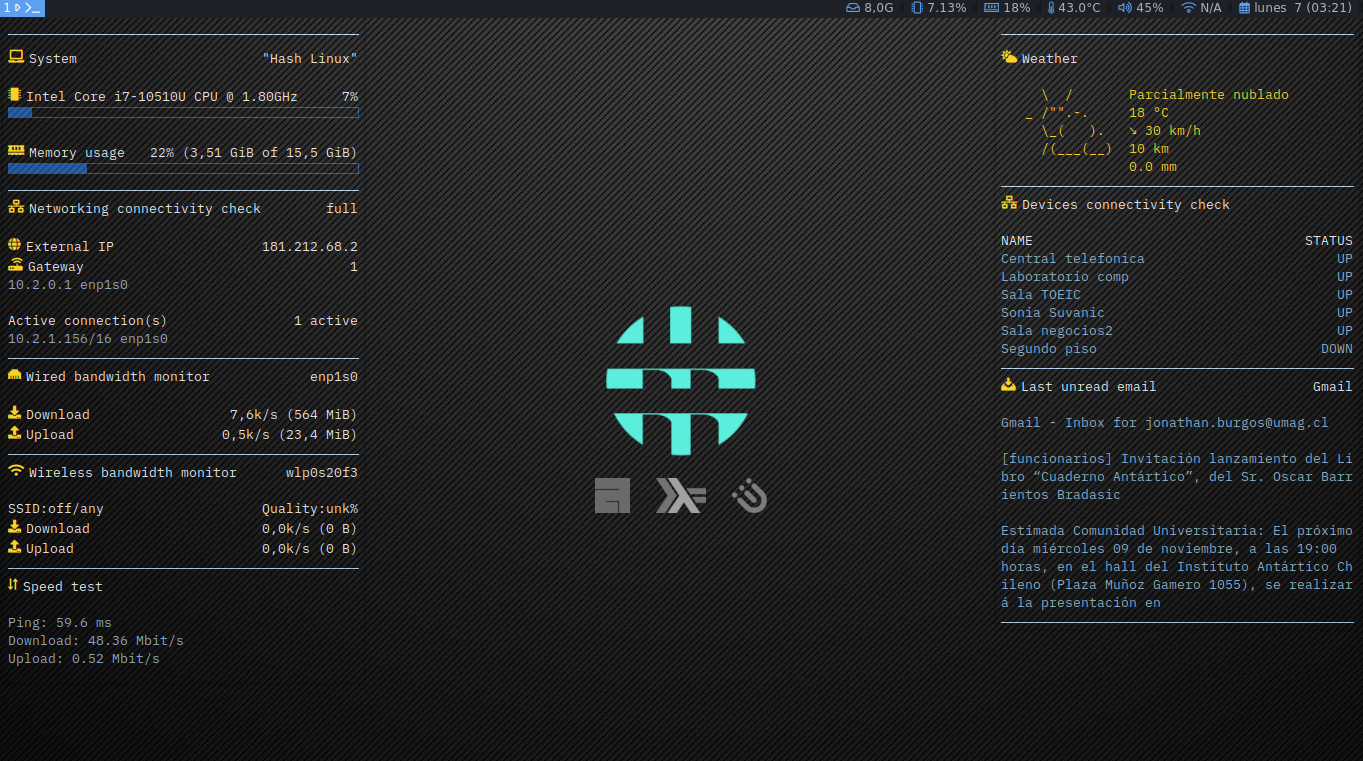 1
8,0G 7.13% 18% 43.0°C 45% N/A lunes 7 (03:21)
System "Hash Linux"
Intel Core i7-10510U CPU @ 1.80GHz 7%
Memory usage 22% (3,51 GiB of 15,5 GiB)
Networking connectivity check full
External IP 181.212.68.2
Gateway 1
10.2.0.1 enp1s0
Active connection(s) 1 active
10.2.1.156/16 enp1s0
Wired bandwidth monitor enp1s0
Download 7,6k/s (564 MiB)
Upload 0,5k/s (23,4 MiB)
Wireless bandwidth monitor wlp0s20f3
SSID:off/any Quality:unk%
Download 0,0k/s (0 B)
Upload 0,0k/s (0 B)
Speed test
Ping: 59.6 ms
Download: 48.36 Mbit/s
Upload: 0.52 Mbit/s
Weather
Parcialmente nublado
18 °C
↘ 30 km/h
10 km
0.0 mm
Devices connectivity check
NAME STATUS
Central telefonica UP
Laboratorio comp UP
Sala TOEIC UP
Sonia Suvanic UP
Sala negocios2 UP
Segundo piso DOWN
Last unread email Gmail
Gmail - Inbox for jonathan.burgos@umag.cl
[funcionarios] Invitación lanzamiento del Li
bro “Cuaderno Antártico”, del Sr. Oscar Barr
ientos Bradasic
Estimada Comunidad Universitaria: El próximo
día miércoles 09 de noviembre, a las 19:00
horas, en el hall del Instituto Antártico Ch
ileno (Plaza Muñoz Gamero 1055), se realizar
á la presentación en